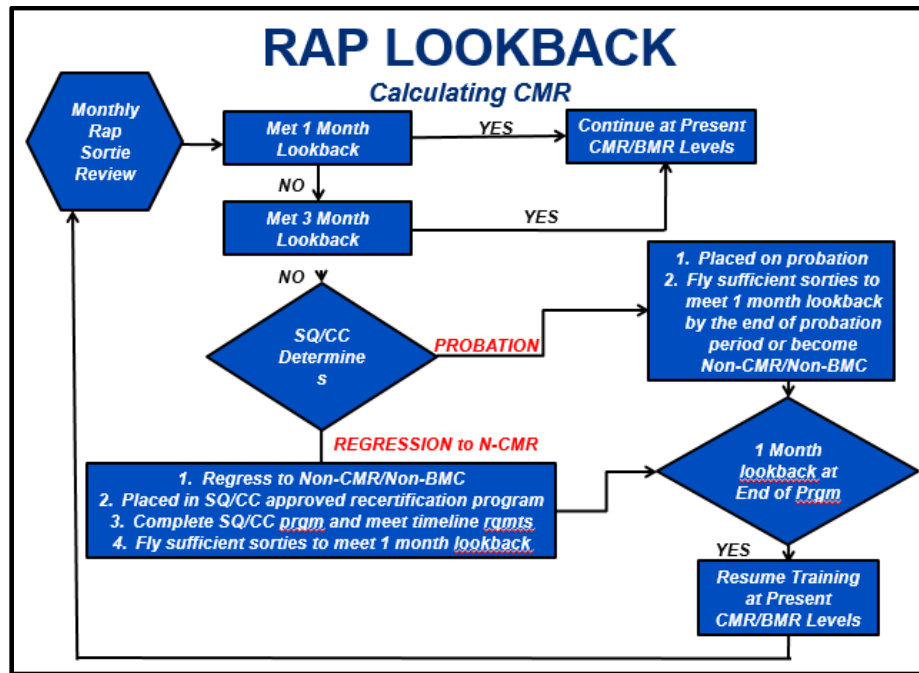 RAP LOOKBACK
Calculating CMR
Monthly
Rap
Sortie
Review
Met 1 Month
Lookback
YES
Continue at Present
CMR/BMR Levels
NO
Met 3 Month
Lookback
YES
NO
SQ/CC
Determine
s
PROBATION
1. Placed on probation
2. Fly sufficient sorties to
meet 1 month lookback
by the end of probation
period or become
Non-CMR/Non-BMC
REGRESSION to N-CMR
1. Regress to Non-CMR/Non-BMC
2. Placed in SQ/CC approved recertification program
3. Complete SQ/CC prgm and meet timeline rqmts
4. Fly sufficient sorties to meet 1 month lookback
1 Month
lookback at
End of Prgm
YES
Resume Training
at Present
CMR/BMR Levels